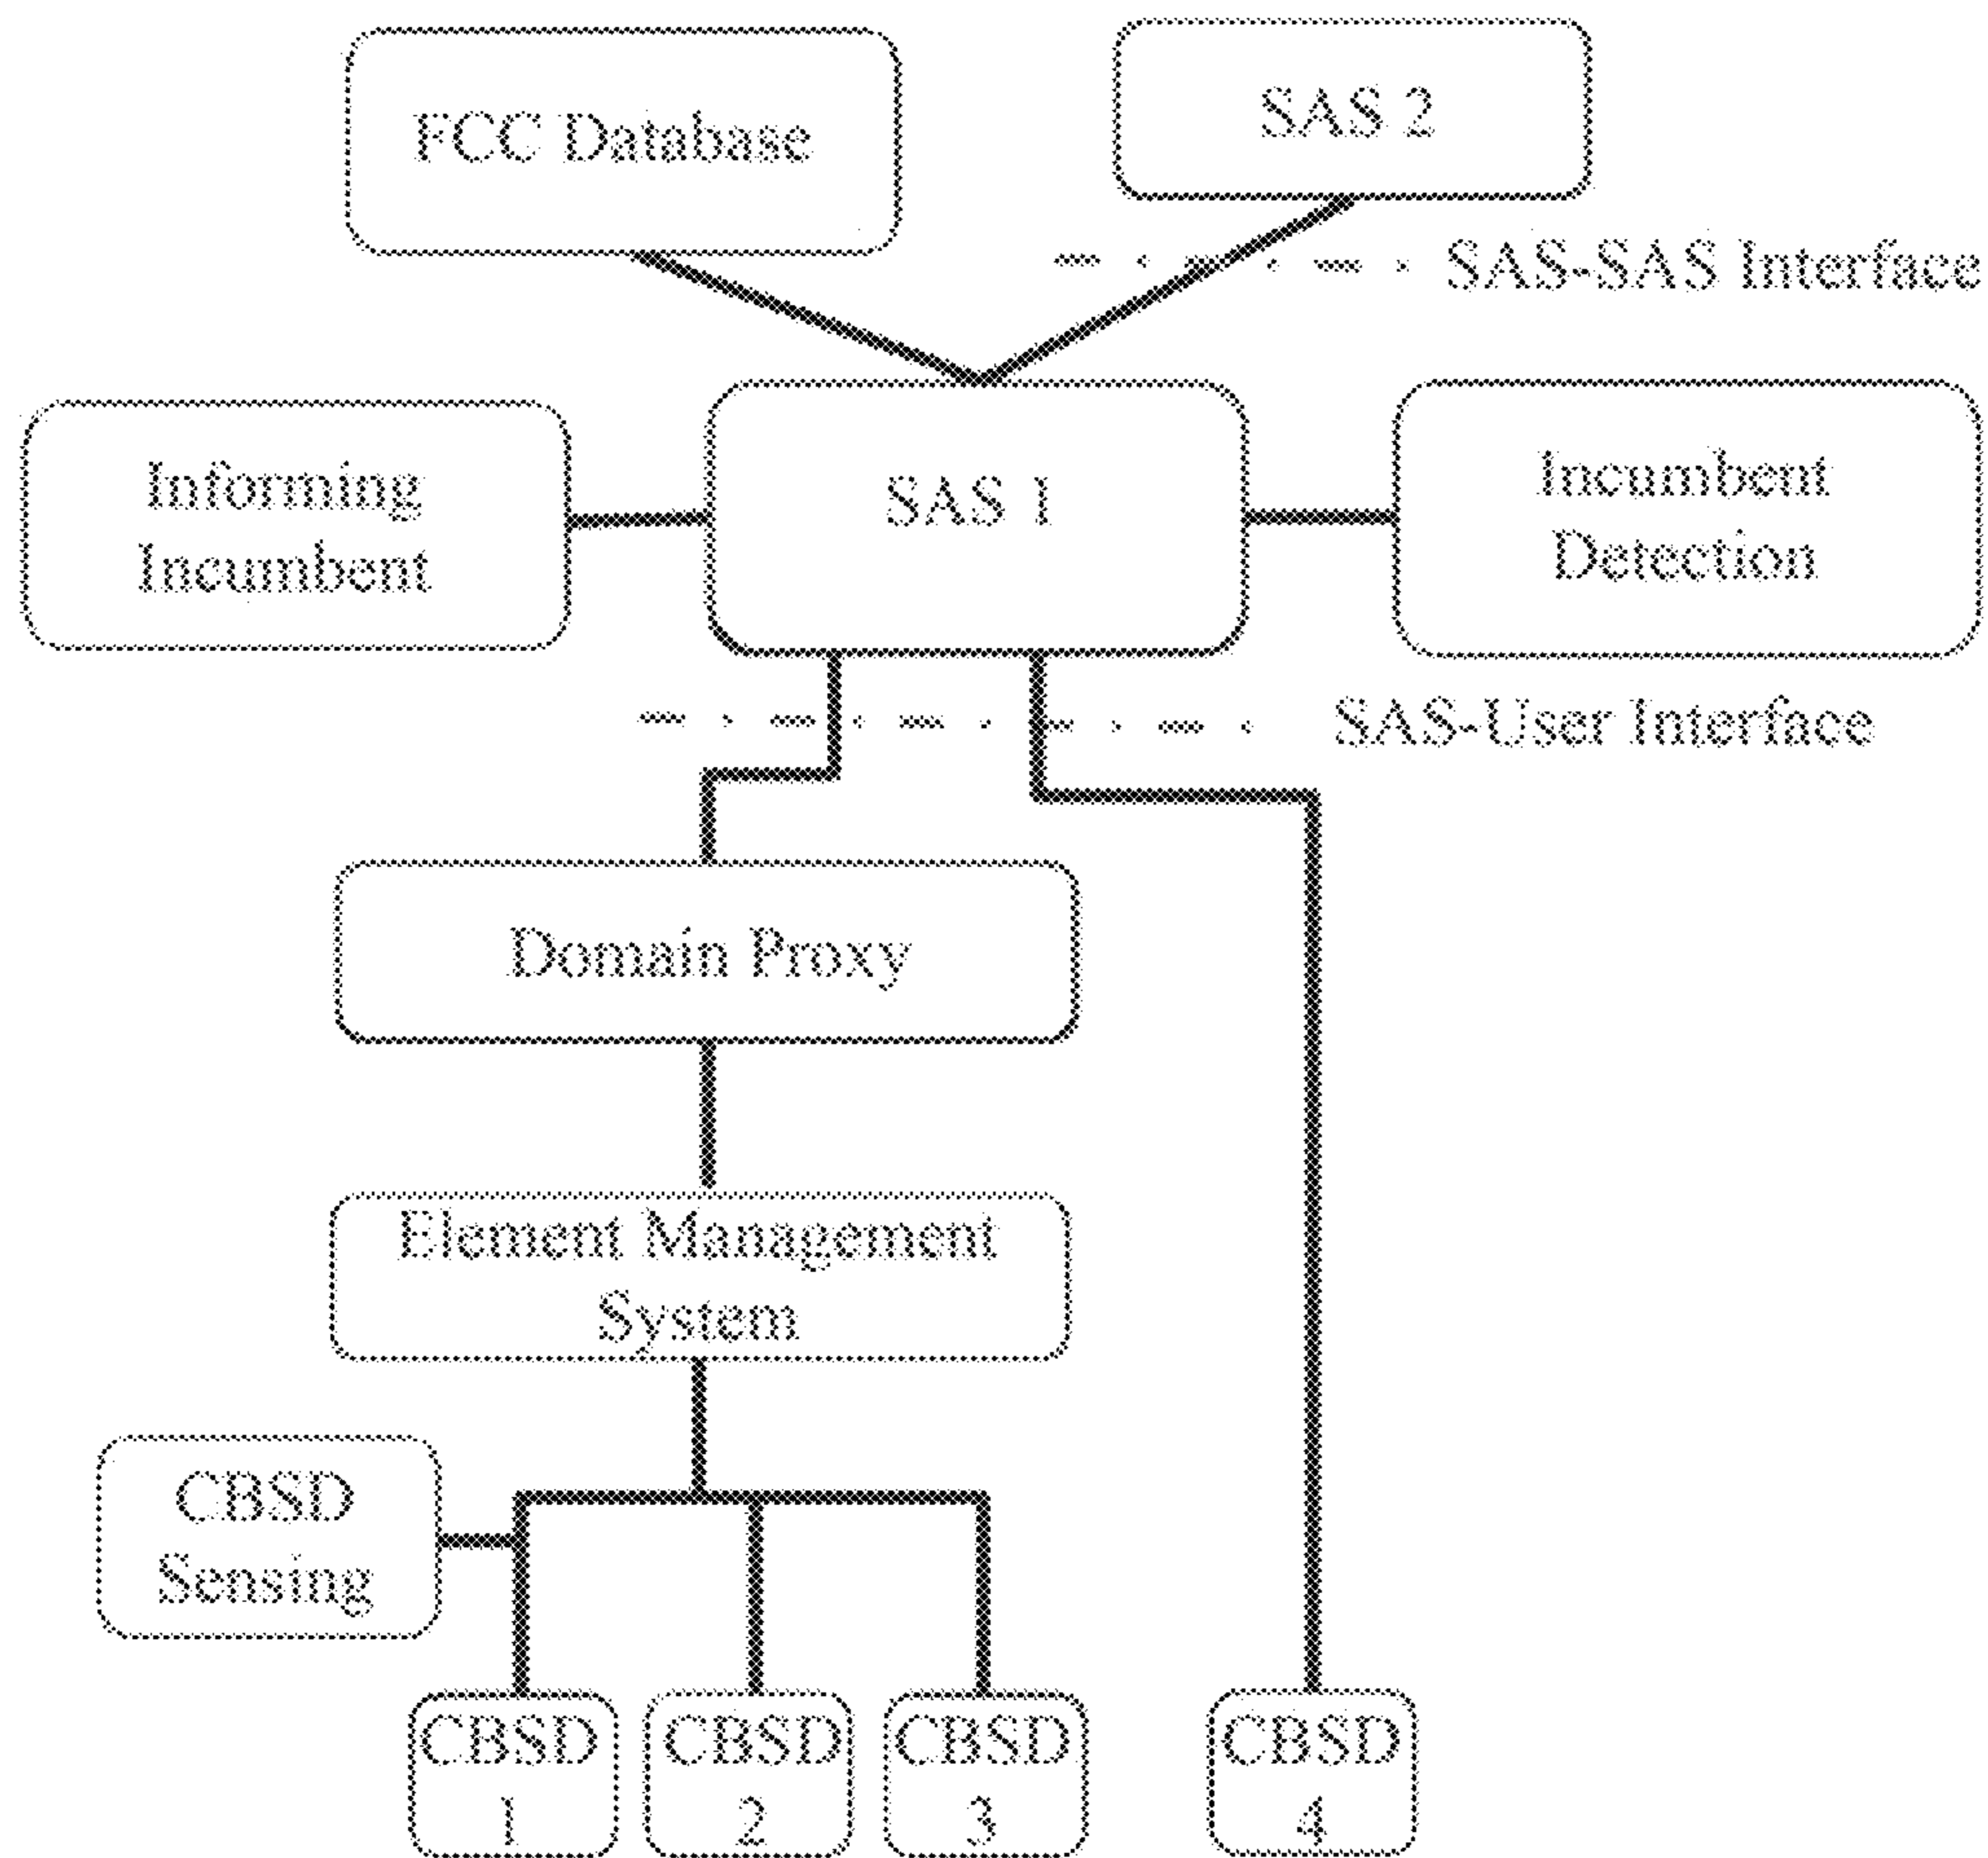 FCC Database
SAS 2
SAS-SAS Interface
Informing
Incumbent
SAS 1
Incumbent
Detection
SAS-User Interface
Domain Proxy
Element Management
System
CBSD
Sensing
CBSD
1
CBSD
2
CBSD
3
CBSD
4